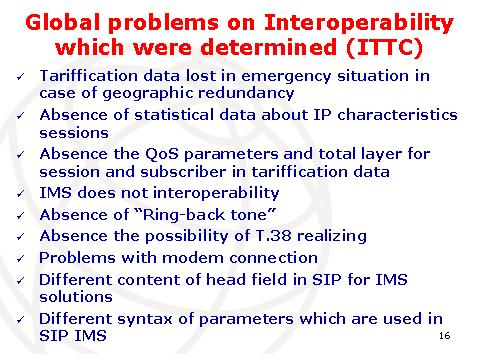 Global problems on Interoperability
which were determined (ITTC)
✓ Tariffication data lost in emergency situation in
case of geographic redundancy
✓ Absence of statistical data about IP characteristics
sessions
✓ Absence the QoS parameters and total layer for
session and subscriber in tariffication data
✓ IMS does not interoperability
✓ Absence of “Ring-back tone”
✓ Absence the possibility of T.38 realizing
✓ Problems with modem connection
✓ Different content of head field in SIP for IMS
solutions
✓ Different syntax of parameters which are used in
SIP IMS
16